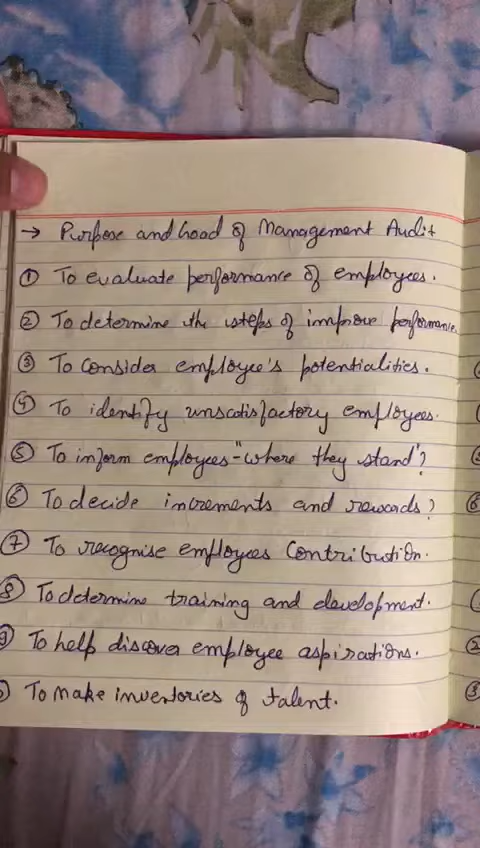 → Purpose and Goad of Management Audit
① To evaluate performance of employees.
② To determine the steps of improve performance.
③ To consider employee's potentialities.
④ To identify unsatisfactory employees.
⑤ To inform employees-"where they stand"?
⑥ To decide increments and rewards?
⑦ To recognise employees Contribution.
⑧ To determine training and development.
⑨ To help discover employee aspirations.
To make inventories of talent.